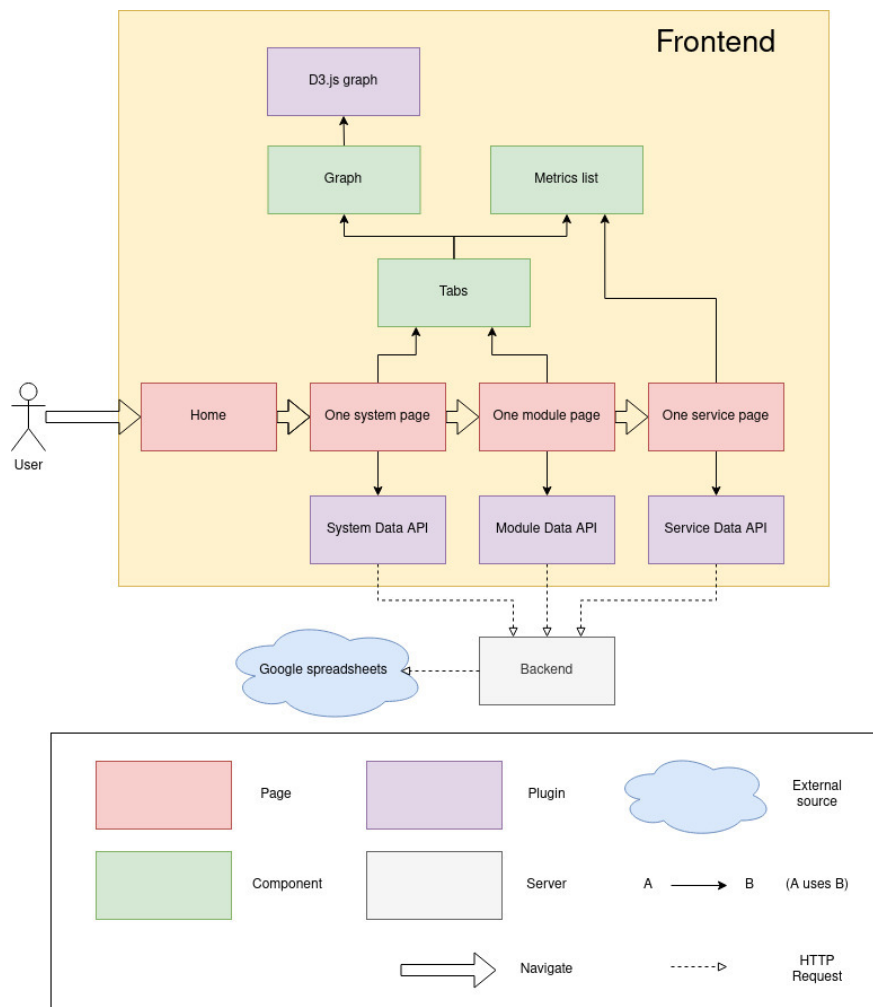 Frontend
D3.js graph
Graph
Metrics list
Tabs
Home
One system page
One module page
One service page
User
System Data API
Module Data API
Service Data API
Google spreadsheets
Backend
Page
Plugin
External
source
Component
Server
A
B
(A uses B)
Navigate
HTTP
Request